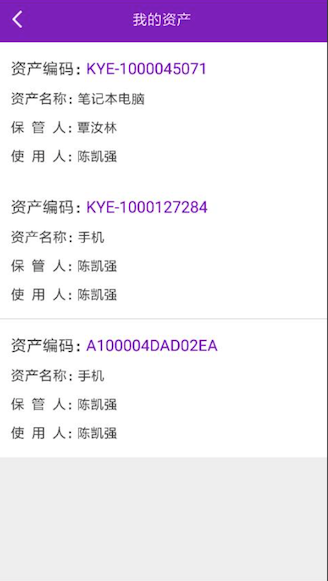 我的资产
资产编码: KYE-1000045071
资产名称: 笔记本电脑
保 管 人: 覃汝林
使 用 人: 陈凯强
资产编码: KYE-1000127284
资产名称: 手机
保 管 人: 陈凯强
使 用 人: 陈凯强
资产编码: A100004DAD02EA
资产名称: 手机
保 管 人: 陈凯强
使 用 人: 陈凯强